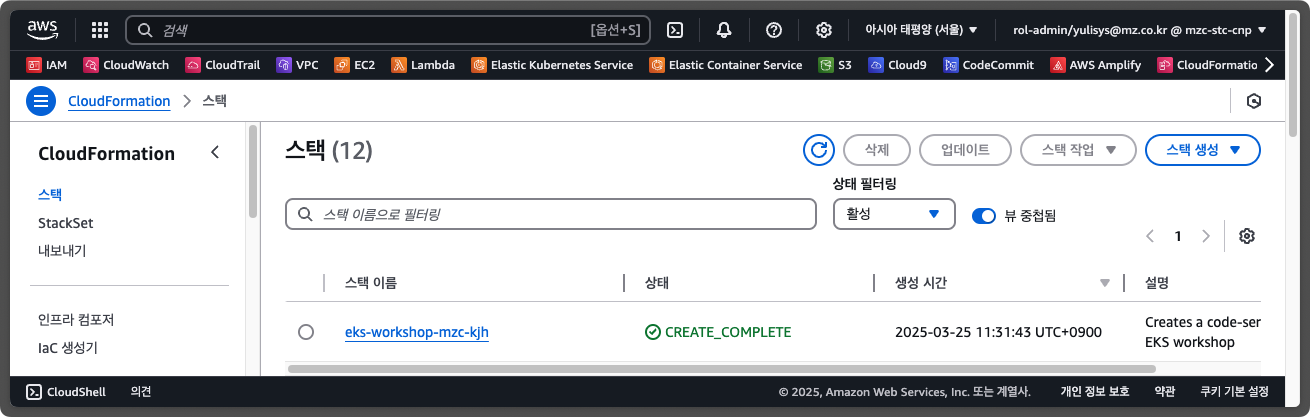 aws
검색 [옵션+S]
아시아 태평양 (서울) ▼
rol-admin/yulisys@mz.co.kr @ mzc-stc-cnp ▼
IAM CloudWatch CloudTrail VPC EC2 Lambda Elastic Kubernetes Service Elastic Container Service S3 Cloud9 CodeCommit AWS Amplify CloudFormatio
CloudFormation > 스택
CloudFormation
스택
StackSet
내보내기
인프라 컴포저
IaC 생성기
스택 (12)
삭제 업데이트 스택 작업 ▼ 스택 생성 ▼
상태 필터링
스택 이름으로 필터링 활성 ▼ 뷰 중첩됨
< 1 >
스택 이름 상태 생성 시간 ▼ 설명
eks-workshop-mzc-kjh CREATE_COMPLETE 2025-03-25 11:31:43 UTC+0900 Creates a code-ser
EKS workshop
CloudShell 의견 © 2025, Amazon Web Services, Inc. 또는 계열사. 개인 정보 보호 약관 쿠키 기본 설정